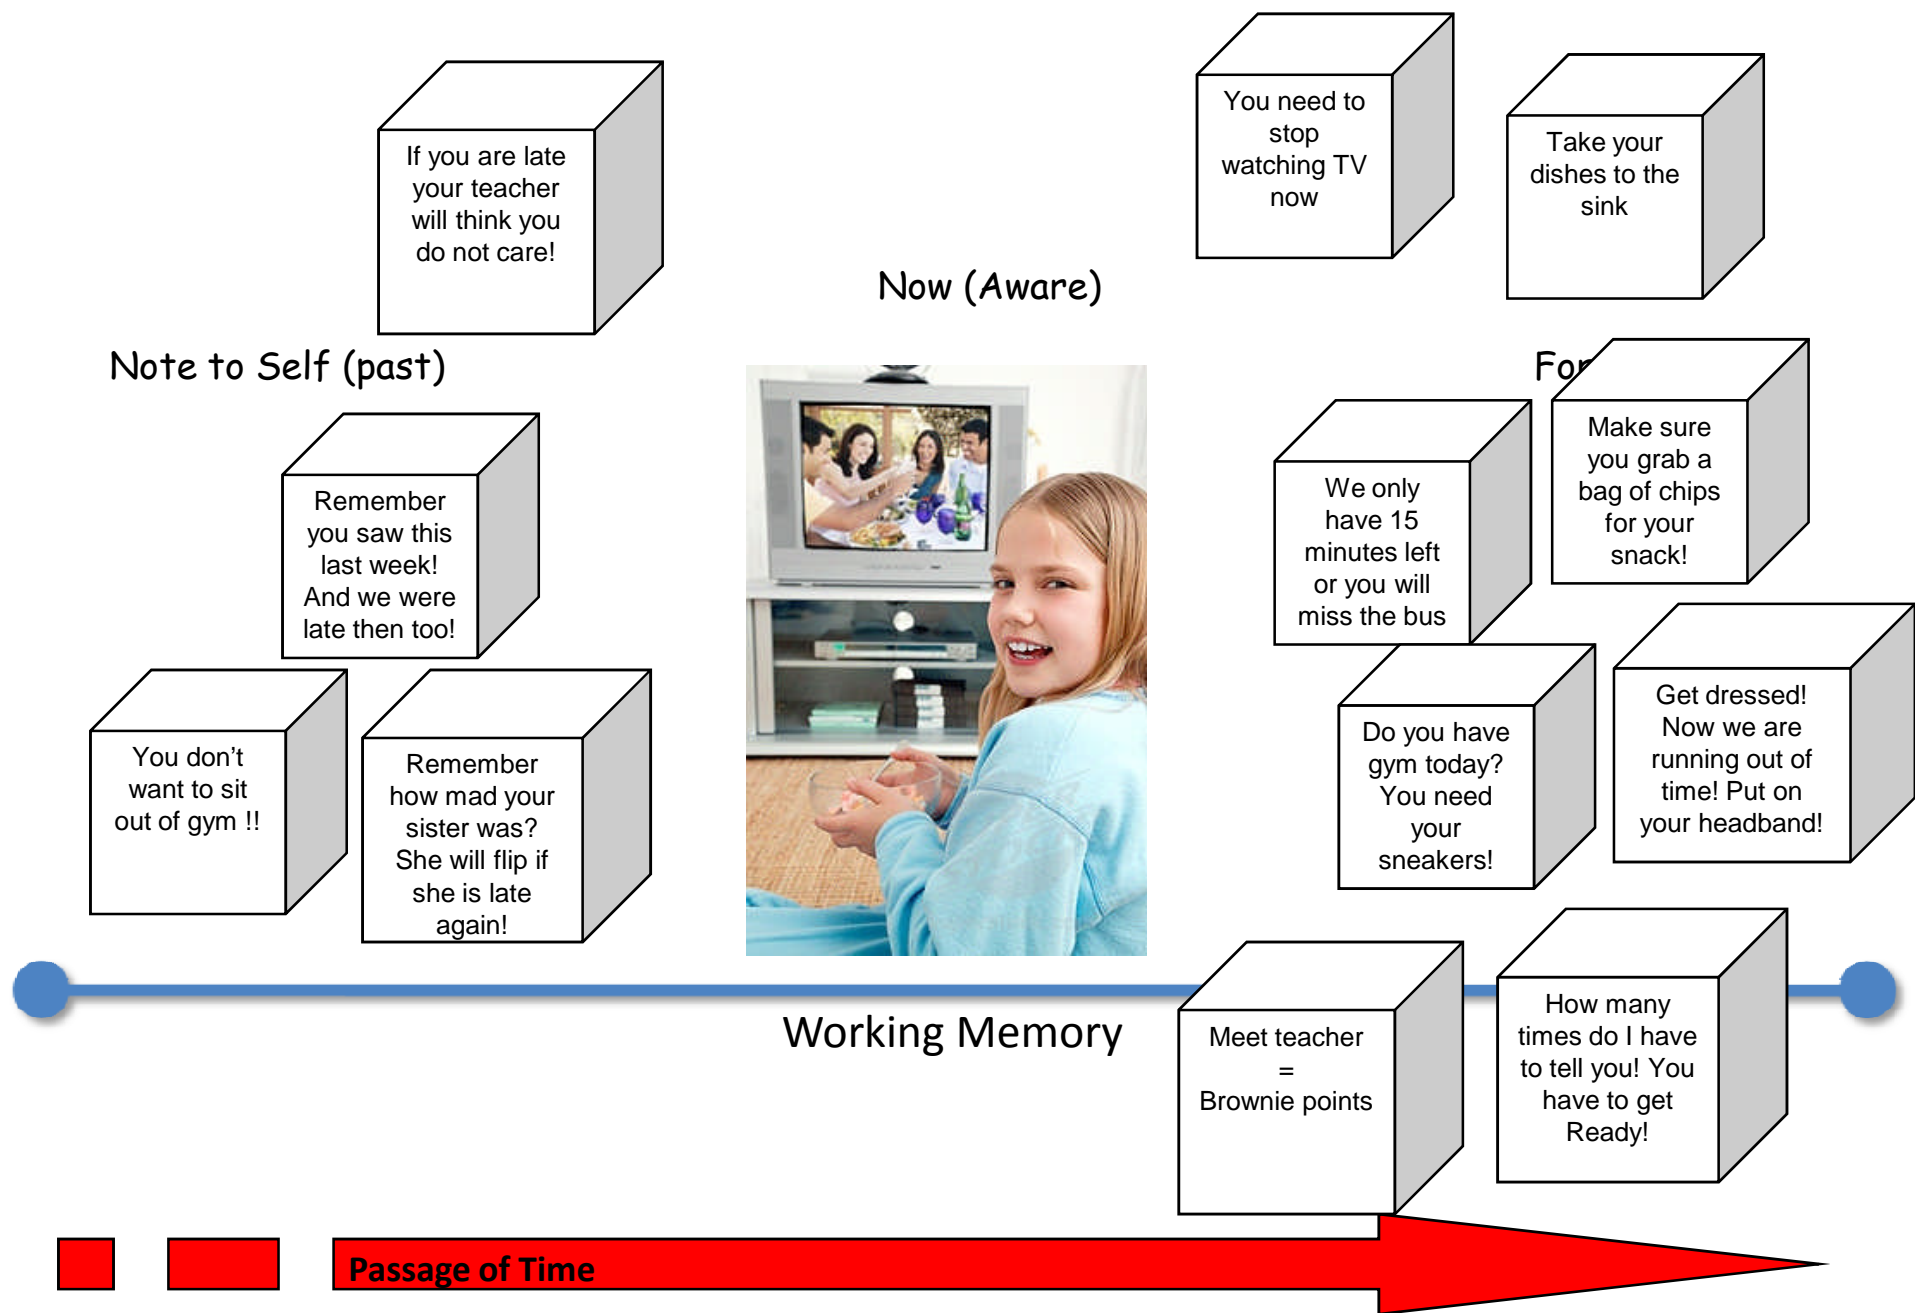 If you are late
your teacher
will think you
do not care!
You need to
stop
watching TV
now
Take your
dishes to the
sink
Now (Aware)
Note to Self (past)
Remember
you saw this
last week!
And we were
late then too!
We only
have 15
minutes left
or you will
miss the bus
Make sure
you grab a
bag of chips
for your
snack!
You don’t
want to sit
out of gym !!
Remember
how mad your
sister was?
She will flip if
she is late
again!
Do you have
gym today?
You need
your
sneakers!
Get dressed!
Now we are
running out of
time! Put on
your headband!
Working Memory
Meet teacher
=
Brownie points
How many
times do I have
to tell you! You
have to get
Ready!
Passage of Time